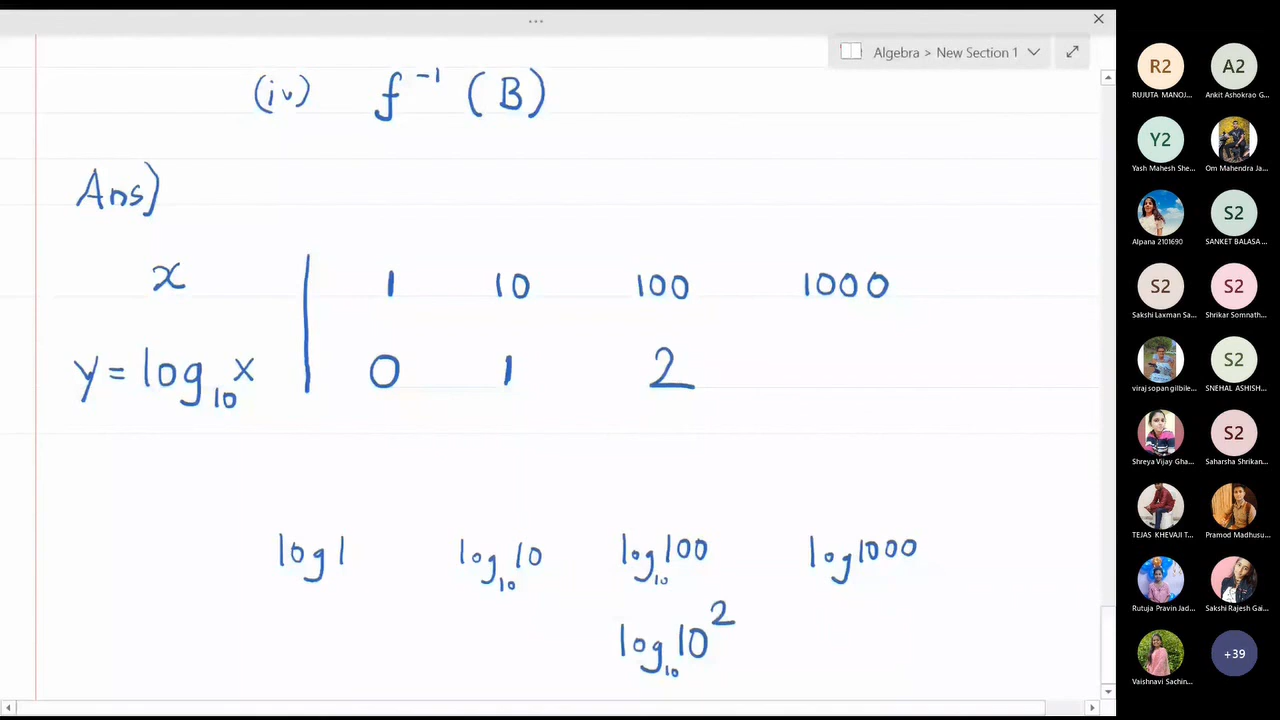 Algebra > New Section 1
(iv) f⁻¹ (B)
Ans)
x | 1 10 100 1000
y = log₁₀ x | 0 1 2
log 1 log₁₀ 10 log₁₀ 100 log 1000
log₁₀ 10²
R2 A2
RUJUTA MANOJ... Ankit Ashokrao G...
Y2
Yash Mahesh She... Om Mahendra Ja...
S2
Alpana 2101690 SANKET BALASA...
S2 S2
Sakshi Laxman Sa... Shrikar Somnath...
S2
viraj sopan gilbile... SNEHAL ASHISH...
S2
Shreya Vijay Gha... Saharsha Shrikan...
TEJAS KHEVAJI T... Pramod Madhusu...
Rutuja Pravin Jad... Sakshi Rajesh Gai...
+39
Vaishnavi Sachin...